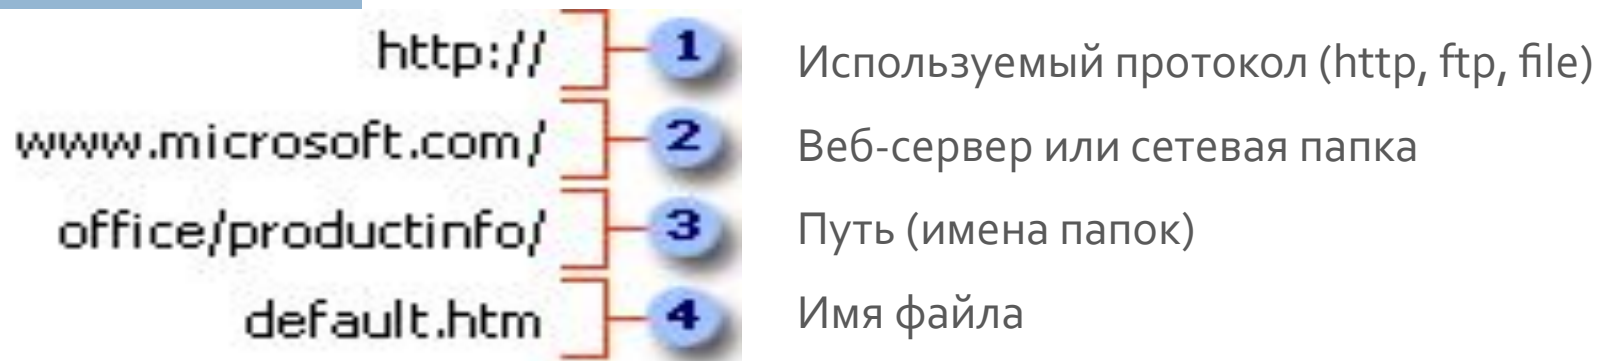 http:// 1 Используемый протокол (http, ftp, file)
www.microsoft.com/ 2 Веб-сервер или сетевая папка
office/productinfo/ 3 Путь (имена папок)
default.htm 4 Имя файла